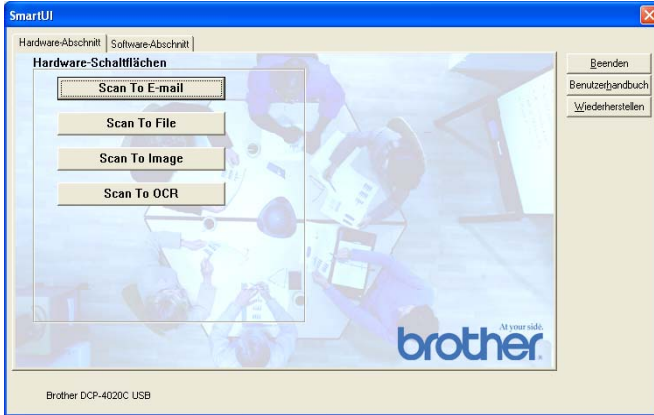 SmartUI
Hardware-Abschnitt Software-Abschnitt
Hardware-Schaltflächen
Scan To E-mail
Scan To File
Scan To Image
Scan To OCR
Beenden
Benutzerhandbuch
Wiederherstellen
At your side.
brother
Brother DCP-4020C USB